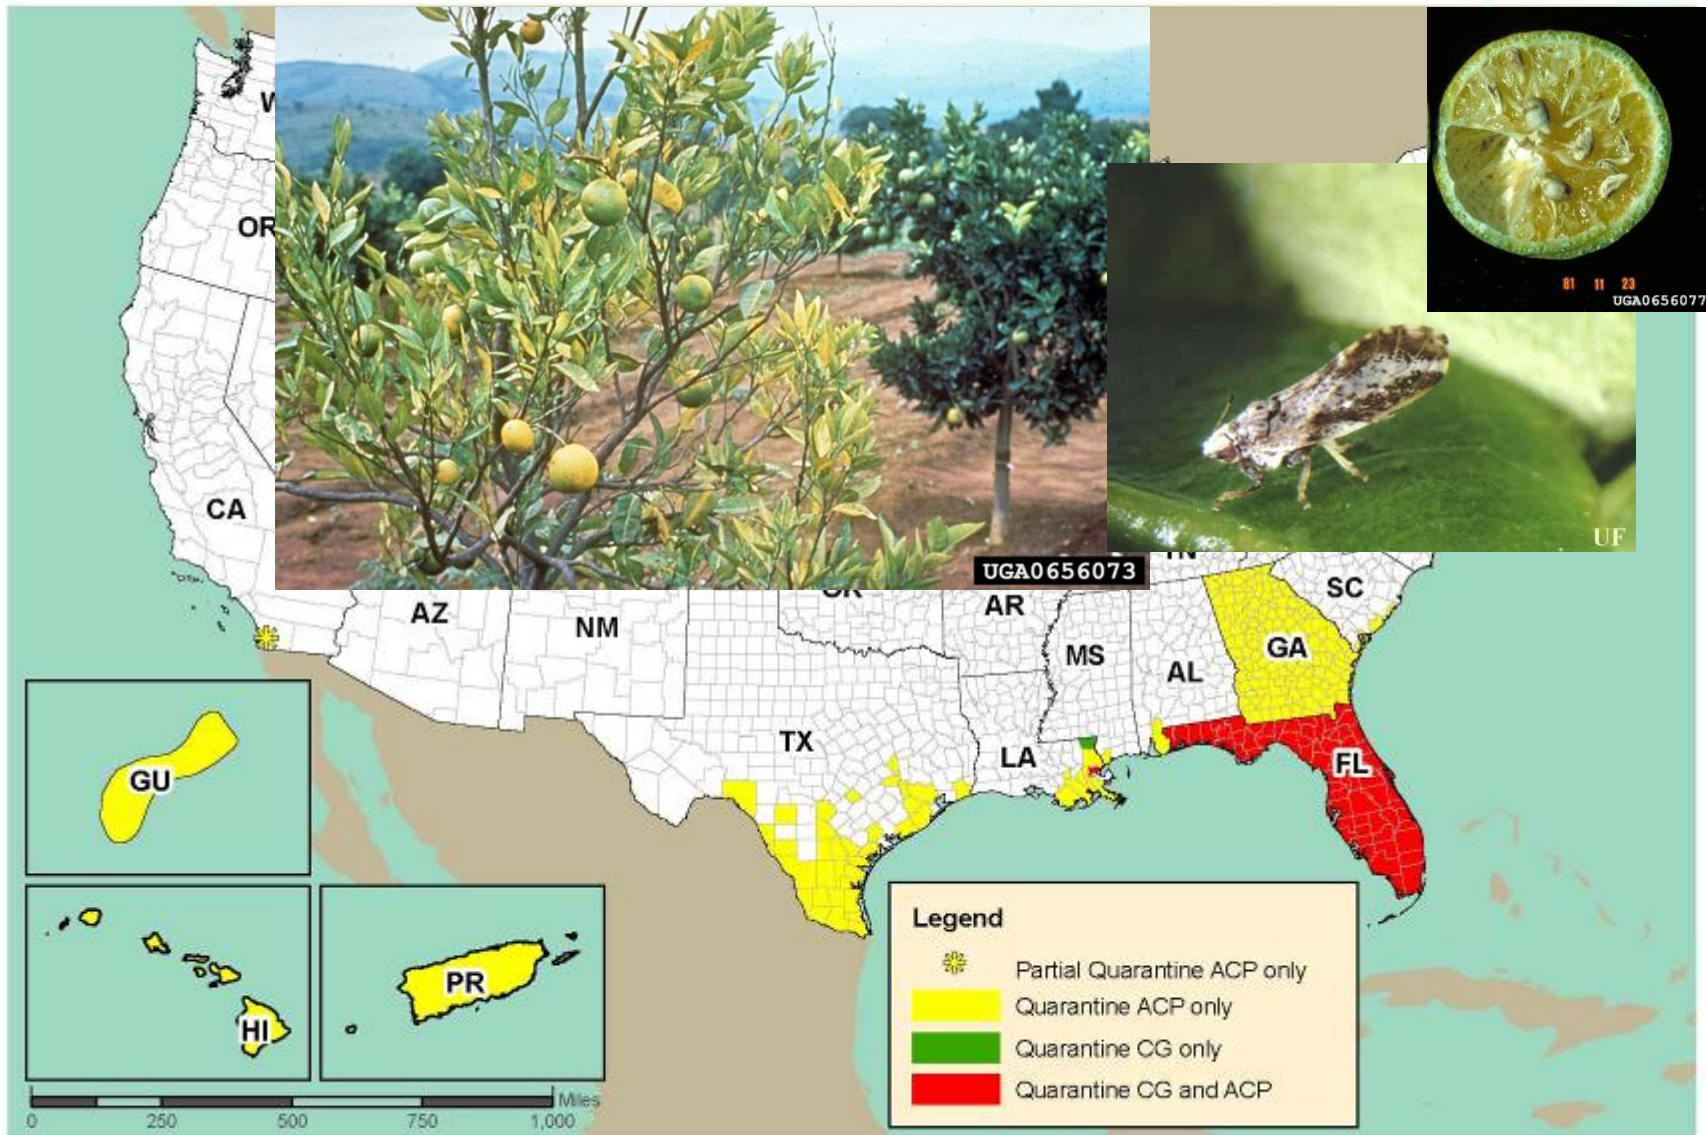 W
OR
CA
AZ
NM
TX
OK
AR
LA
MS
AL
TN
GA
SC
FL
GU
HI
PR
UGA0656073
UF
81 11 23
UGA0656077
Legend
Partial Quarantine ACP only
Quarantine ACP only
Quarantine CG only
Quarantine CG and ACP
Miles
0 250 500 750 1,000